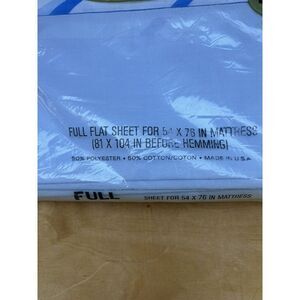 FULL FLAT SHEET FOR 54 X 76 IN MATTRESS
(81 X 104 IN BEFORE HEMMING)
50% POLYESTER • 50% COTTON/COTON • MADE IN U.S.A.
FULL SHEET FOR 54 X 76 IN MATTRESS